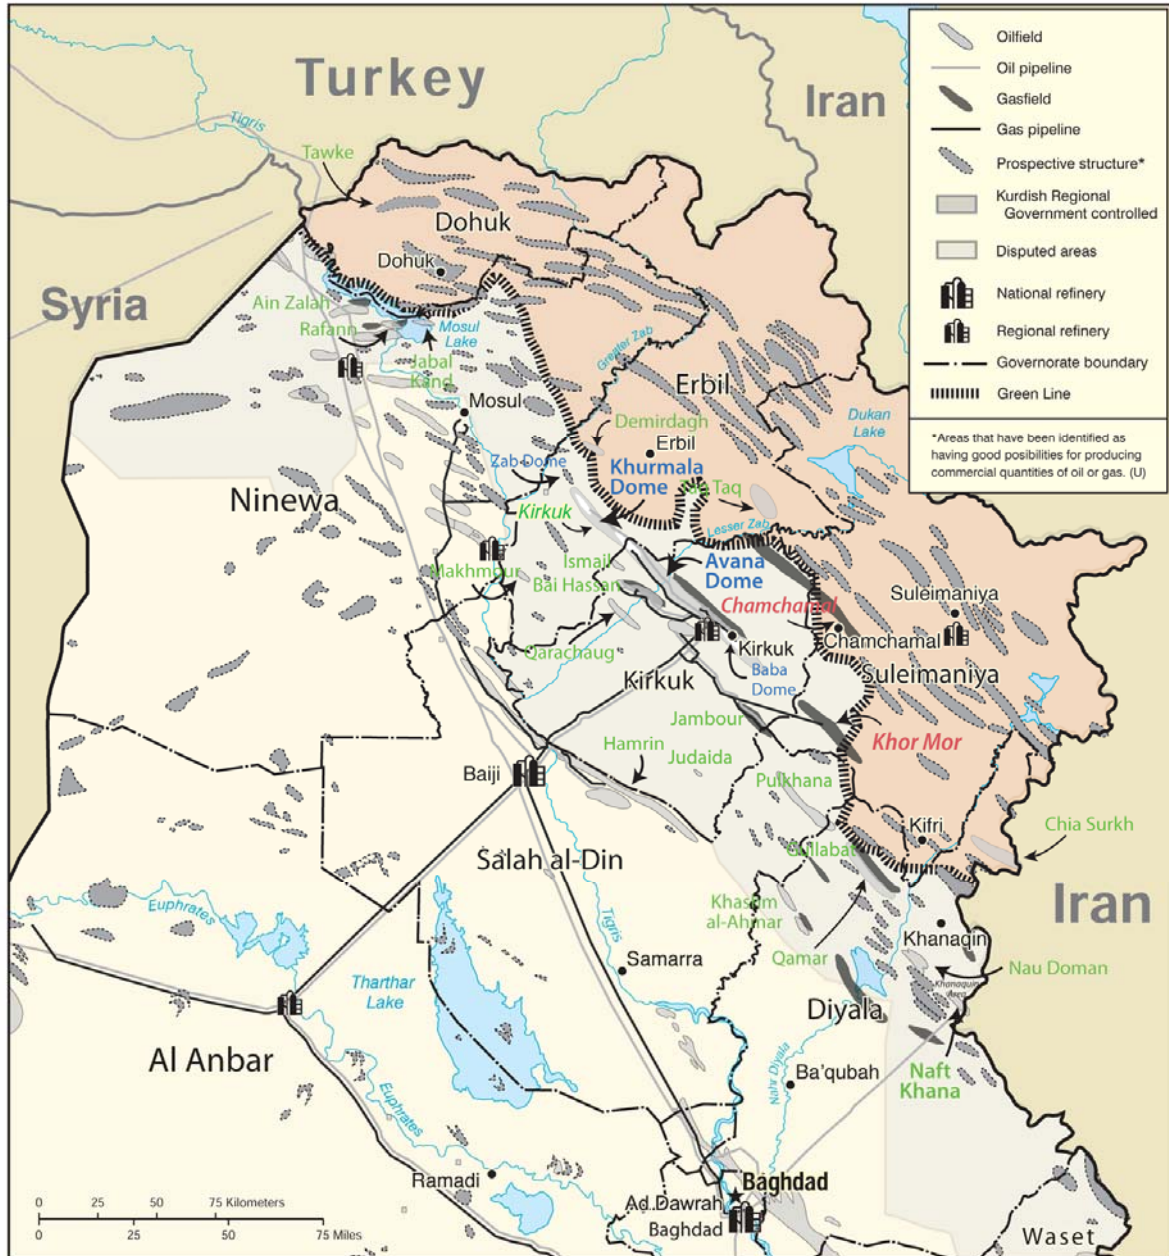 Turkey
Iran
Syria
Iran
Tigris
Tawke
Dohuk
Dohuk
Ain Zalah
Rafann
Mosul
Lake
Jabal
Kand
Mosul
Greater Zab
Erbil
Demirdagh
Erbil
Zab Dome
Khurmala
Dome
Taq Taq
Dukan
Lake
Ninewa
Kirkuk
Lesser Zab
Ismail
Bai Hassan
Avana
Dome
Makhmour
Chamchamal
Suleimaniya
Chamchamal
Qarachaug
Kirkuk
Kirkuk
Baba
Dome
Suleimaniya
Jambour
Khor Mor
Hamrin
Judaida
Baiji
Pulkhana
Kifri
Chia Surkh
Salah al-Din
Gullabat
Euphrates
Tigris
Khashm
al-Ahmar
Khanaqin
Tharthar
Lake
Samarra
Qamar
Nau Doman
Khanaquin
Area
Diyala
Al Anbar
Nahr Diyala
Ba'qubah
Naft
Khana
Euphrates
Ramadi
Baghdad
Ad Dawrah
Baghdad
Waset
Oilfield
Oil pipeline
Gasfield
Gas pipeline
Prospective structure*
Kurdish Regional
Government controlled
Disputed areas
National refinery
Regional refinery
Governorate boundary
Green Line
*Areas that have been identified as
having good posibilities for producing
commercial quantities of oil or gas. (U)
0 25 50 75 Kilometers
0 25 50 75 Miles